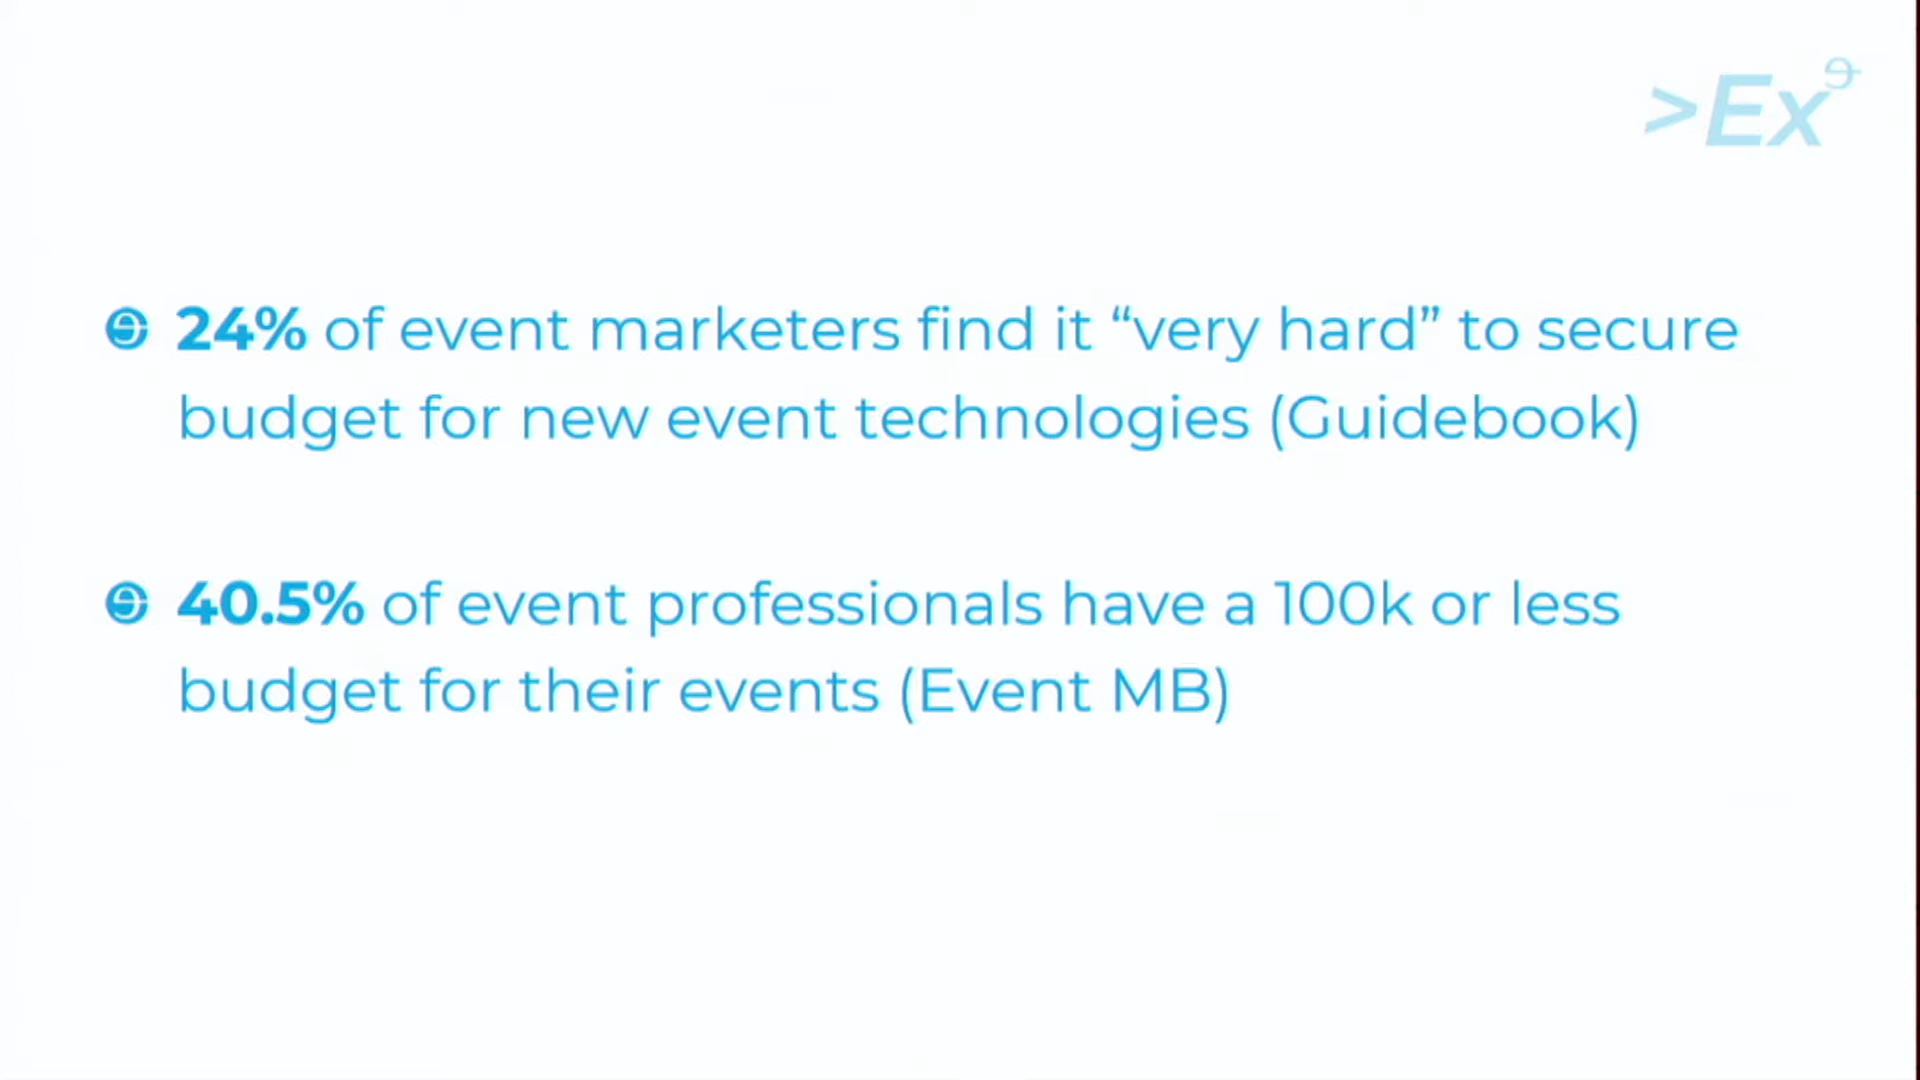 >Ex
24% of event marketers find it “very hard” to secure
budget for new event technologies (Guidebook)
40.5% of event professionals have a 100k or less
budget for their events (Event MB)